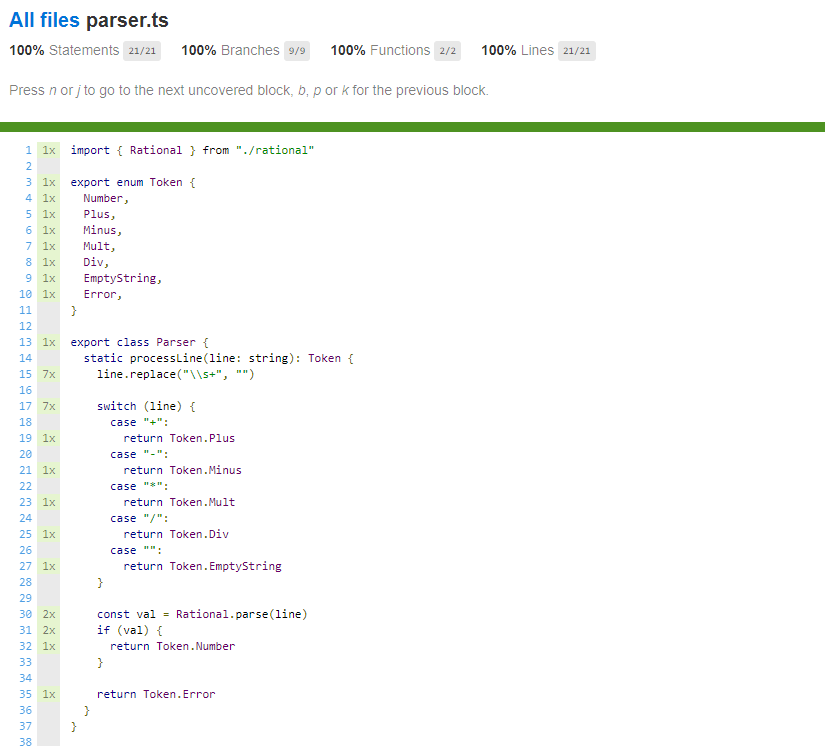 All files parser.ts
100% Statements 21/21 100% Branches 9/9 100% Functions 2/2 100% Lines 21/21
Press n or j to go to the next uncovered block, b, p or k for the previous block.
1 1x import { Rational } from "./rational"
2
3 1x export enum Token {
4 1x   Number,
5 1x   Plus,
6 1x   Minus,
7 1x   Mult,
8 1x   Div,
9 1x   EmptyString,
10 1x   Error,
11 }
12
13 1x export class Parser {
14   static processLine(line: string): Token {
15 7x     line.replace("\\s+", "")
16
17 7x     switch (line) {
18       case "+":
19 1x         return Token.Plus
20       case "-":
21 1x         return Token.Minus
22       case "*":
23 1x         return Token.Mult
24       case "/":
25 1x         return Token.Div
26       case "":
27 1x         return Token.EmptyString
28     }
29
30 2x     const val = Rational.parse(line)
31 2x     if (val) {
32 1x       return Token.Number
33     }
34
35 1x     return Token.Error
36   }
37 }
38